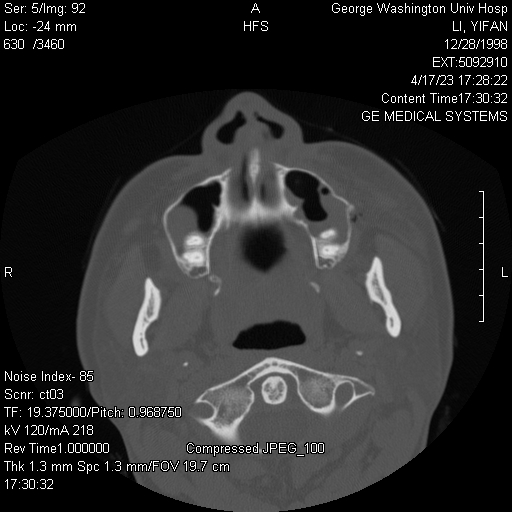 Ser: 5/Img: 92
Loc: -24 mm
630 /3460
A
HFS
George Washington Univ Hosp
LI, YIFAN
12/28/1998
EXT:5092910
4/17/23 17:28:22
Content Time17:30:32
GE MEDICAL SYSTEMS
R
L
Noise Index- 85
Scnr: ct03
TF: 19.375000/Pitch: 0.968750
kV 120/mA 218
Rev Time1.000000
Compressed JPEG_100
Thk 1.3 mm Spc 1.3 mm/FOV 19.7 cm
17:30:32